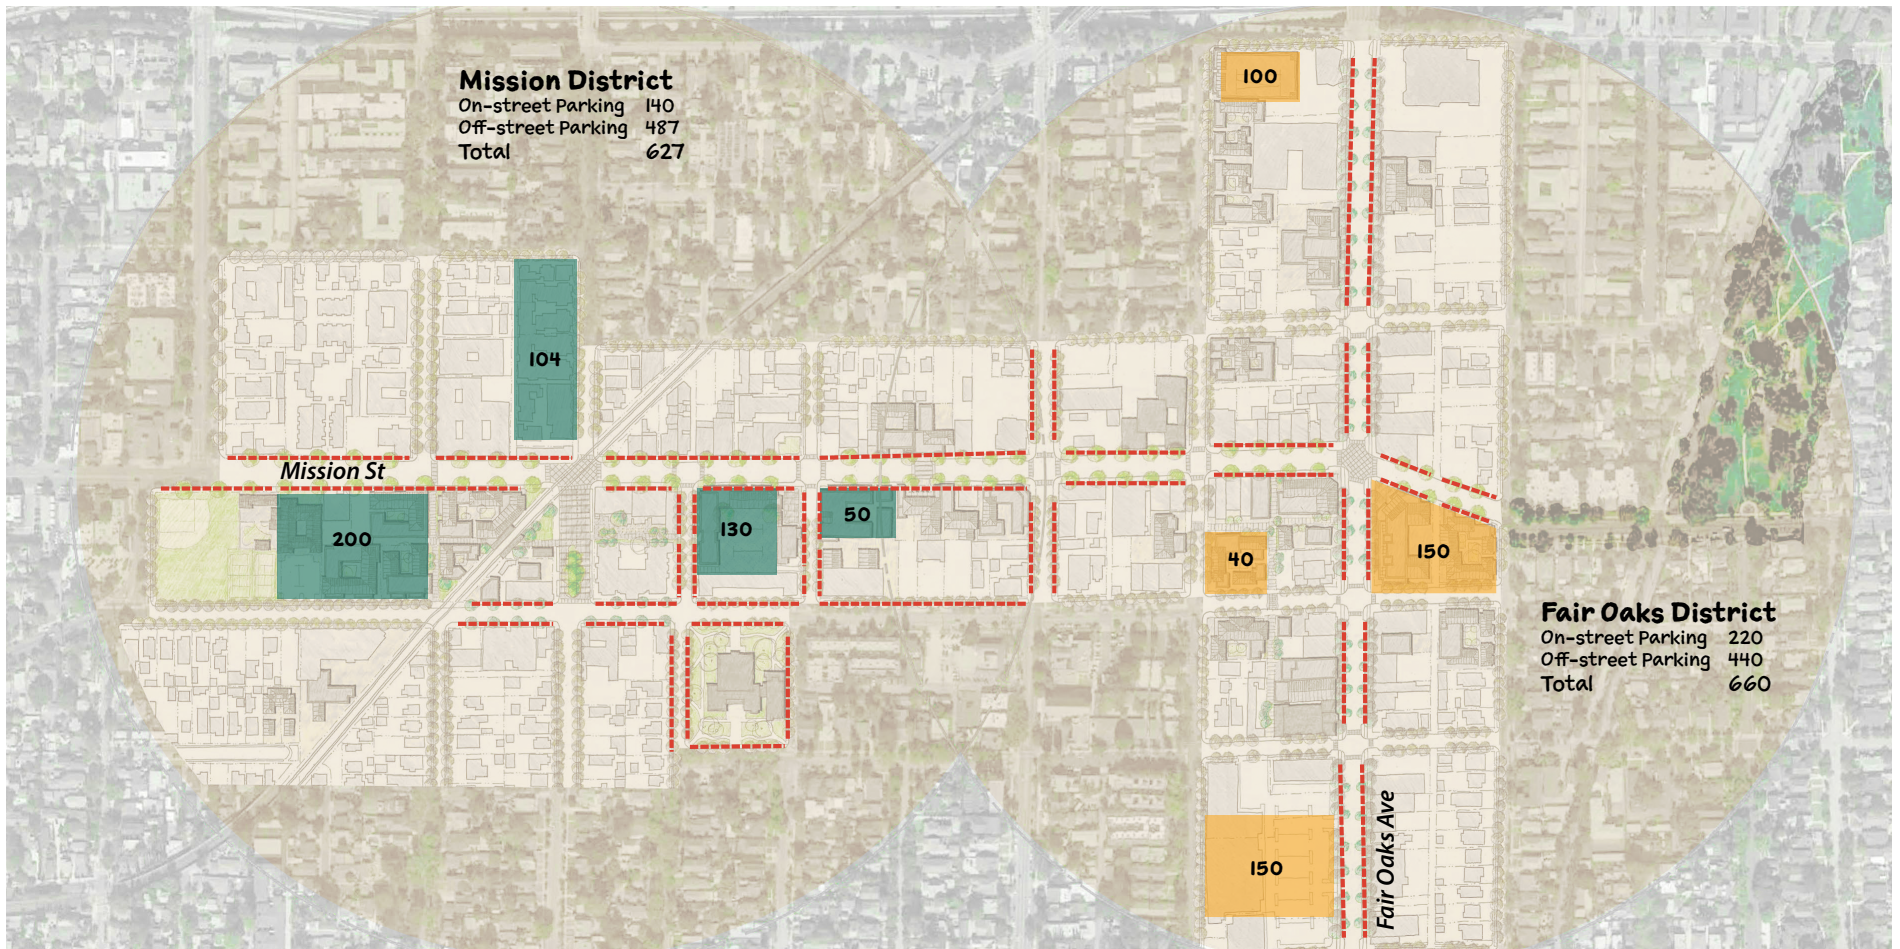 Mission District
On-street Parking 140
Off-street Parking 487
Total 627
100
104
Mission St
200
130
50
40
150
Fair Oaks District
On-street Parking 220
Off-street Parking 440
Total 660
150
Fair Oaks Ave